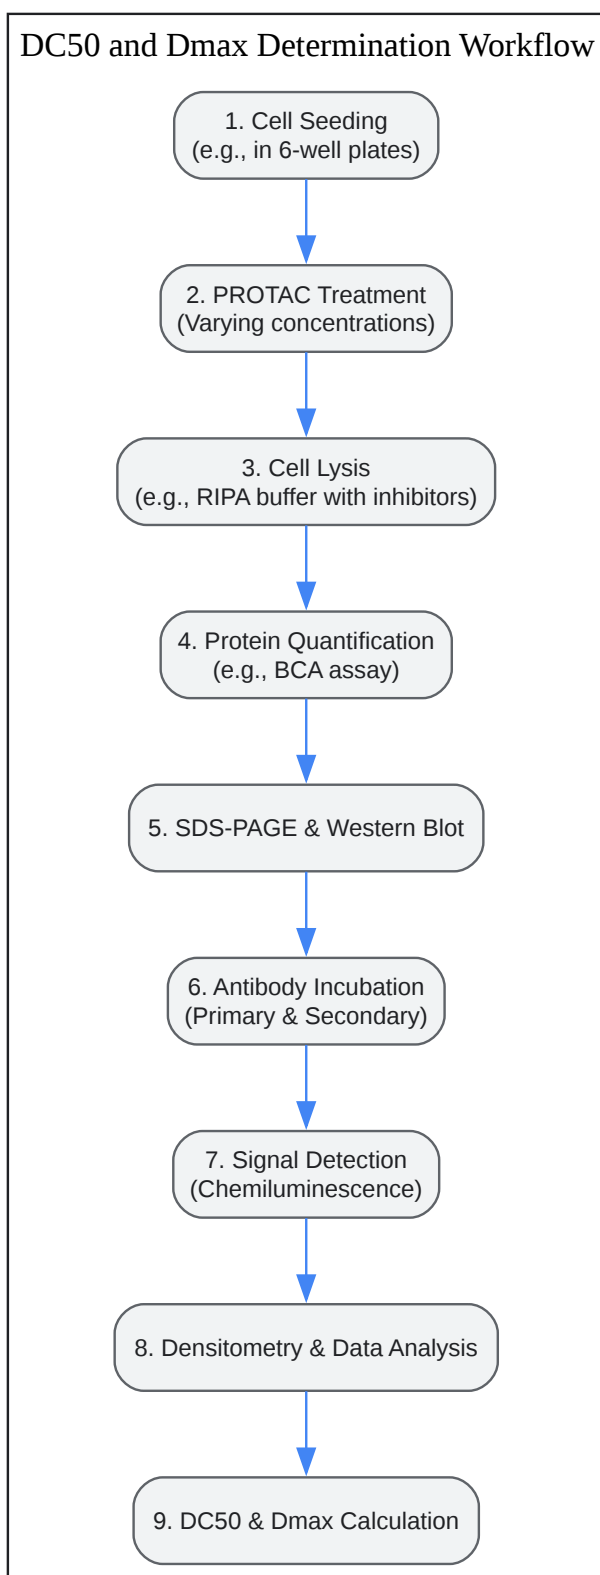 DC50 and Dmax Determination Workflow
1. Cell Seeding
(e.g., in 6-well plates)
2. PROTAC Treatment
(Varying concentrations)
3. Cell Lysis
(e.g., RIPA buffer with inhibitors)
4. Protein Quantification
(e.g., BCA assay)
5. SDS-PAGE & Western Blot
6. Antibody Incubation
(Primary & Secondary)
7. Signal Detection
(Chemiluminescence)
8. Densitometry & Data Analysis
9. DC50 & Dmax Calculation